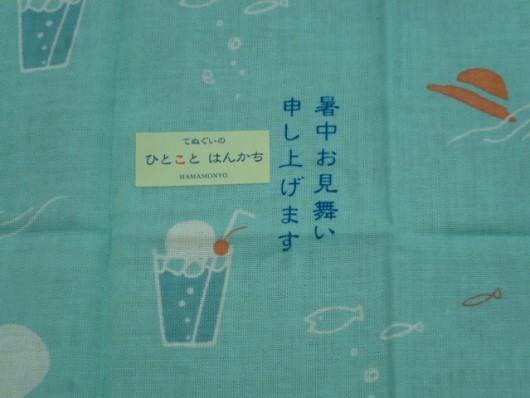 暑中お見舞い
申し上げます
てぬぐいの
ひとこと はんかち
HAMAMONYO